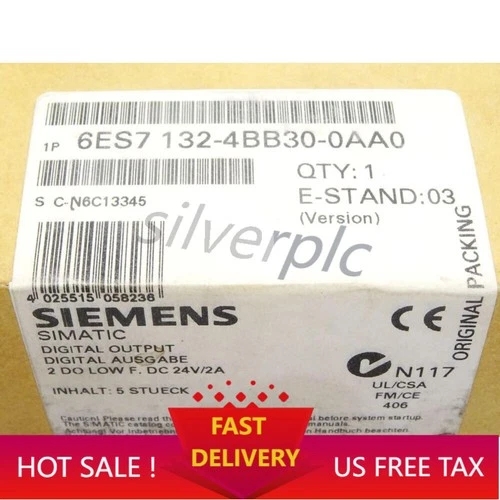 1P 6ES7 132-4BB30-0AA0
QTY: 1
S C-N6C13345
E-STAND:03
(Version)
silverplc
4 025515 058236
SIEMENS
SIMATIC
DIGITAL OUTPUT
DIGITAL AUSGABE
2 DO LOW F. DC 24V/2A
INHALT: 5 STUECK
N117
UL/CSA
FM/CE
406
CE
ORIGINAL PACKING
HOT SALE !
FAST
DELIVERY
US FREE TAX